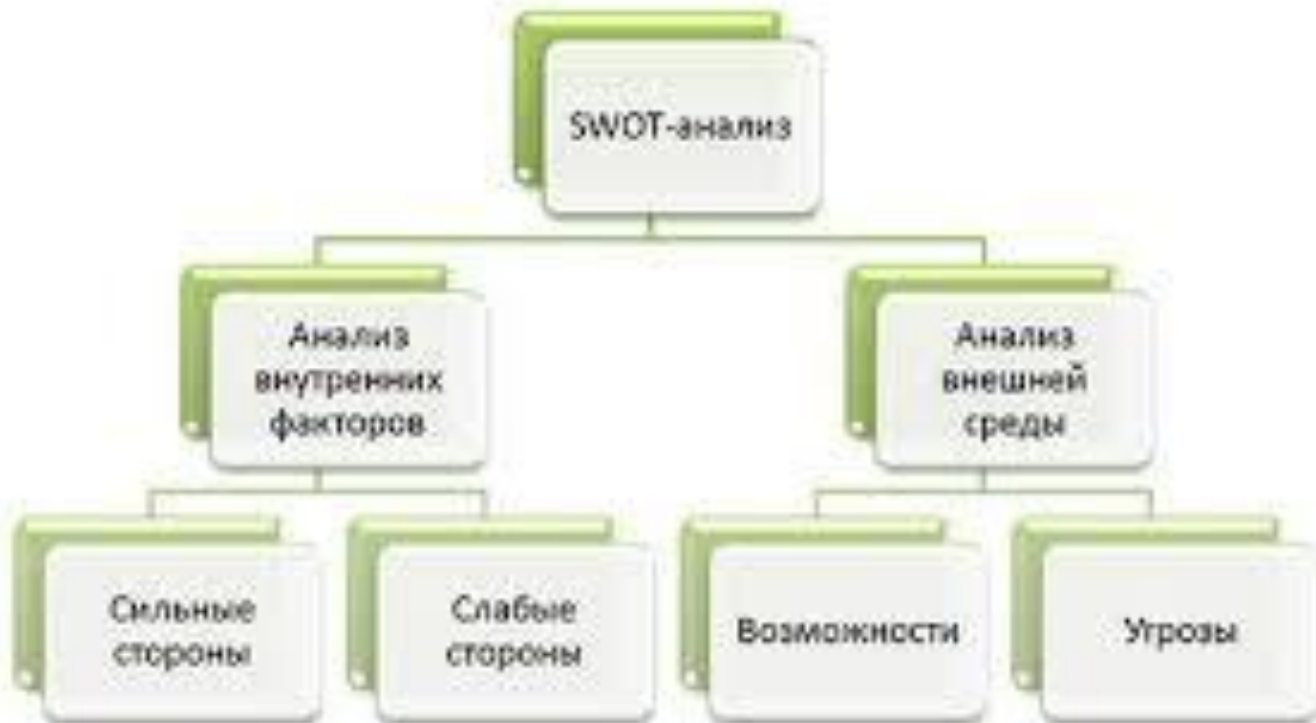 SWOT-анализ
Анализ
внутренних
факторов
Анализ
внешней
среды
Сильные
стороны
Слабые
стороны
Возможности
Угрозы